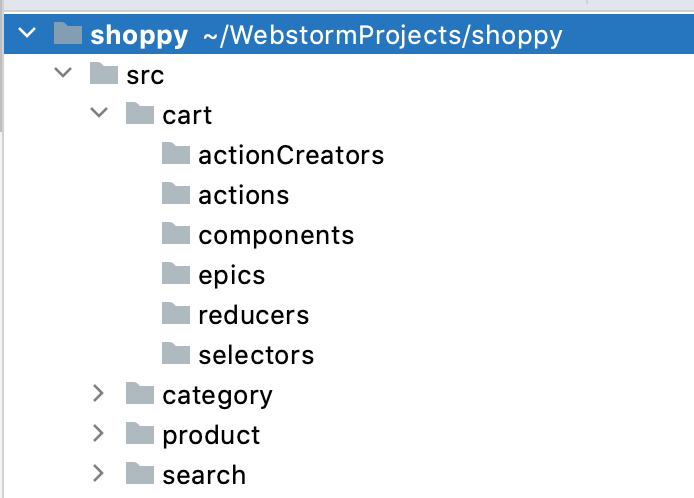 shoppy ~/WebstormProjects/shoppy
src
cart
actionCreators
actions
components
epics
reducers
selectors
category
product
search